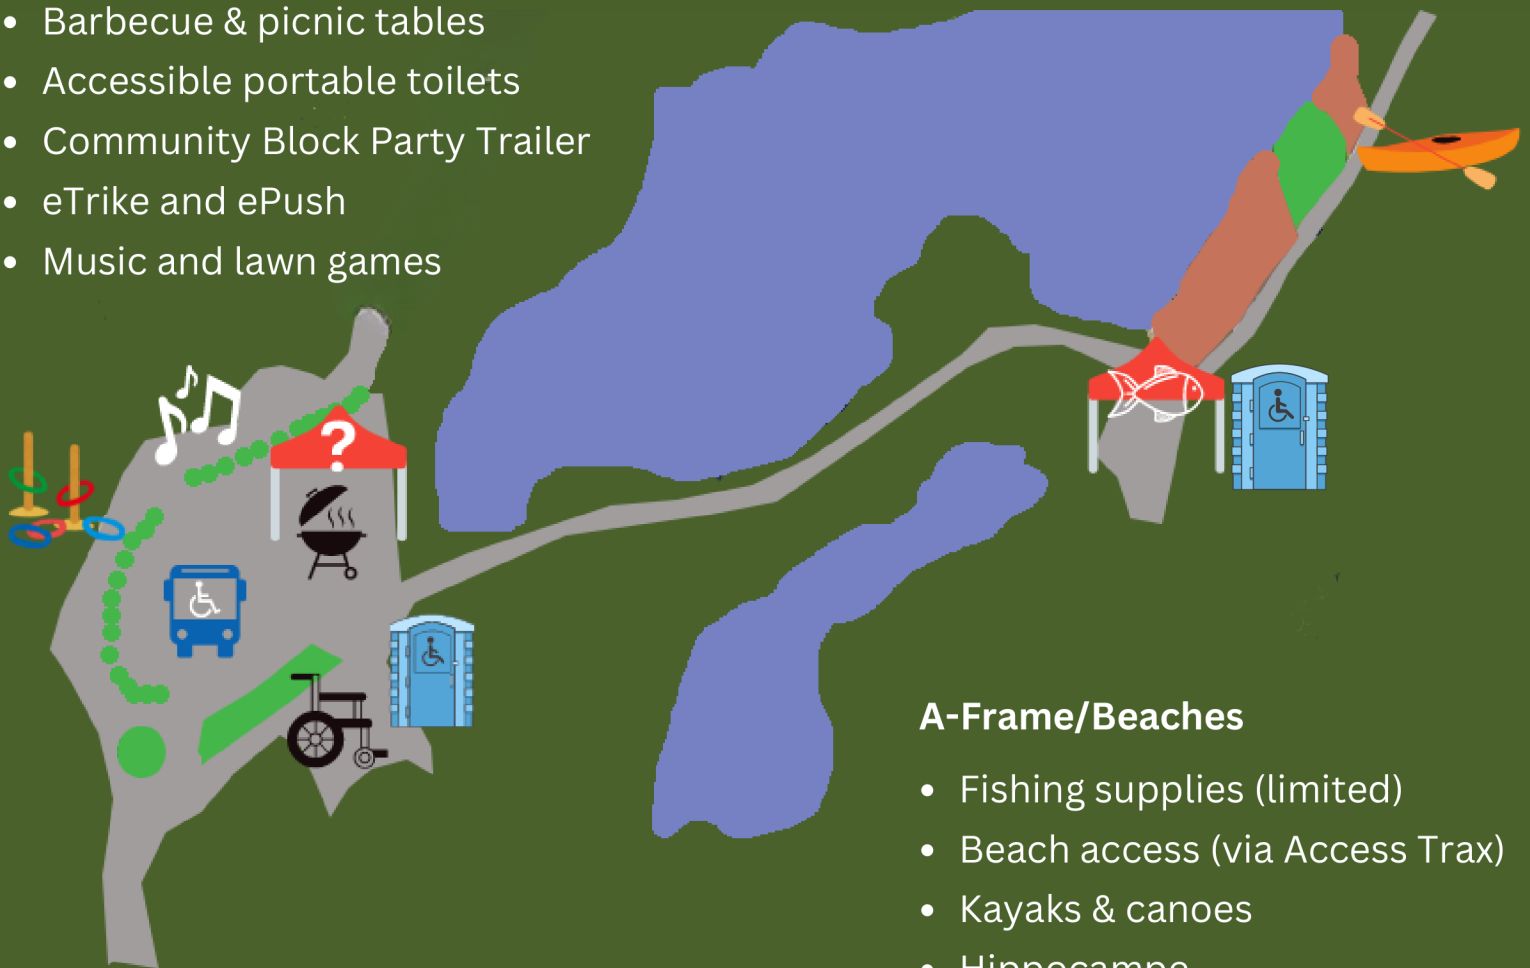 • Barbecue & picnic tables
• Accessible portable toilets
• Community Block Party Trailer
• eTrike and ePush
• Music and lawn games
?
A-Frame/Beaches
• Fishing supplies (limited)
• Beach access (via Access Trax)
• Kayaks & canoes
• Hippocampe